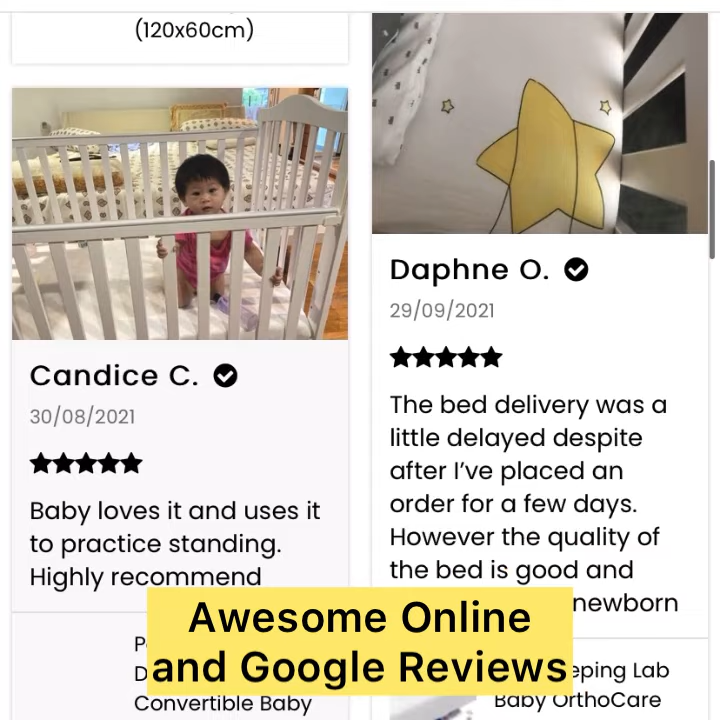 (120x60cm)
Candice C.
30/08/2021
Baby loves it and uses it
to practice standing.
Highly recommend
Convertible Baby
Daphne O.
29/09/2021
The bed delivery was a
little delayed despite
after I've placed an
order for a few days.
However the quality of
the bed is good and
newborn
Lab
Baby OrthoCare
Awesome Online
and Google Reviews